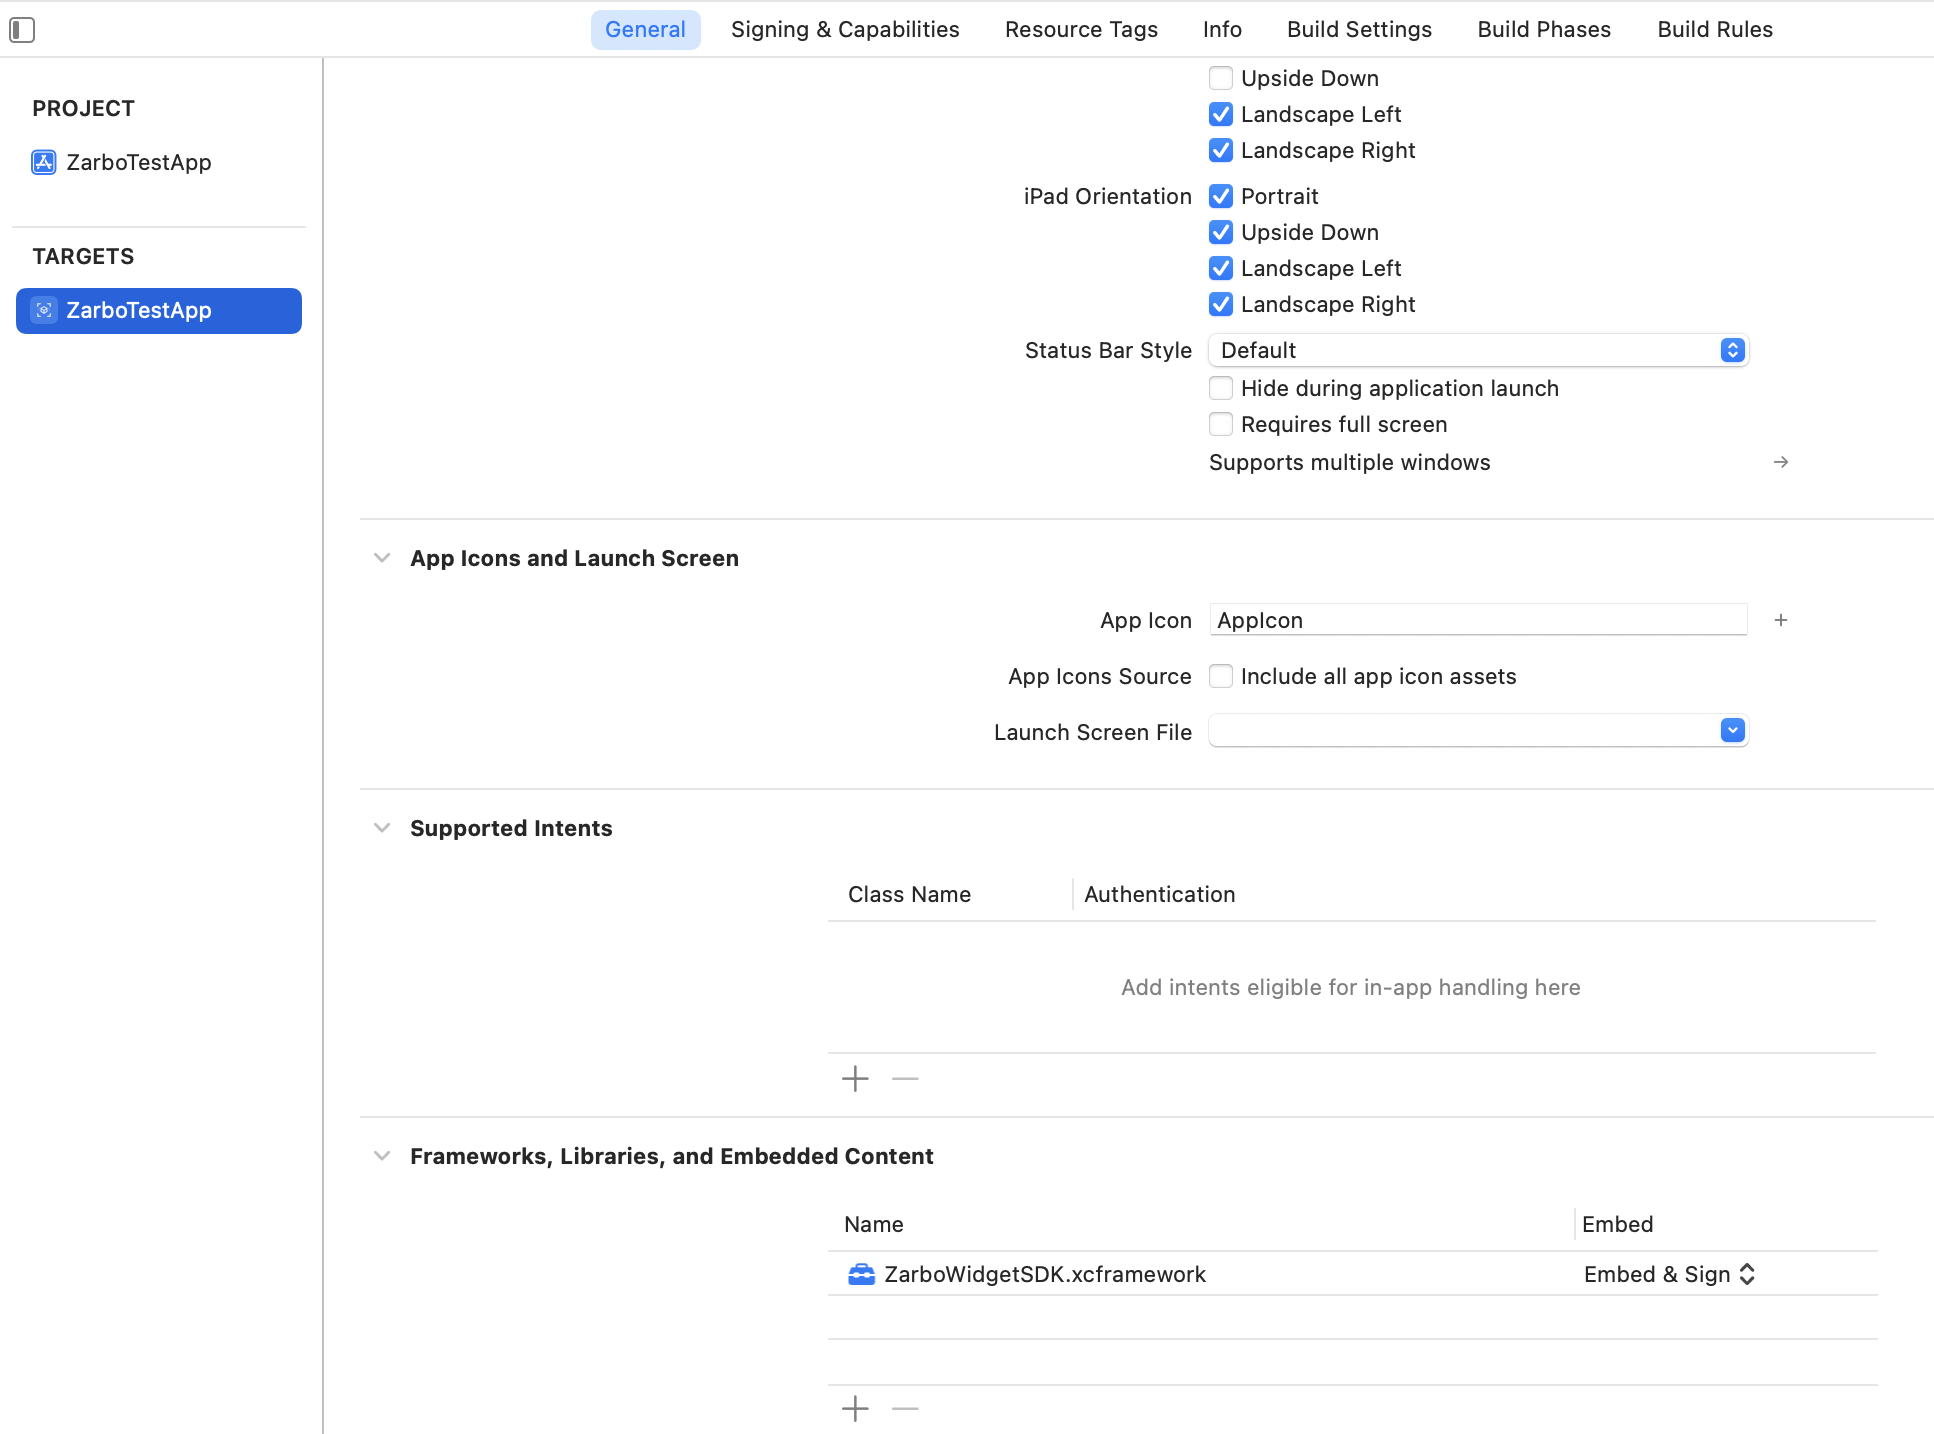 General Signing & Capabilities Resource Tags Info Build Settings Build Phases Build Rules
PROJECT
ZarboTestApp
TARGETS
ZarboTestApp
Upside Down
Landscape Left
Landscape Right
iPad Orientation Portrait
Upside Down
Landscape Left
Landscape Right
Status Bar Style Default
Hide during application launch
Requires full screen
Supports multiple windows
App Icons and Launch Screen
App Icon AppIcon
App Icons Source Include all app icon assets
Launch Screen File
Supported Intents
Class Name Authentication
Add intents eligible for in-app handling here
Frameworks, Libraries, and Embedded Content
Name Embed
ZarboWidgetSDK.xcframework Embed & Sign